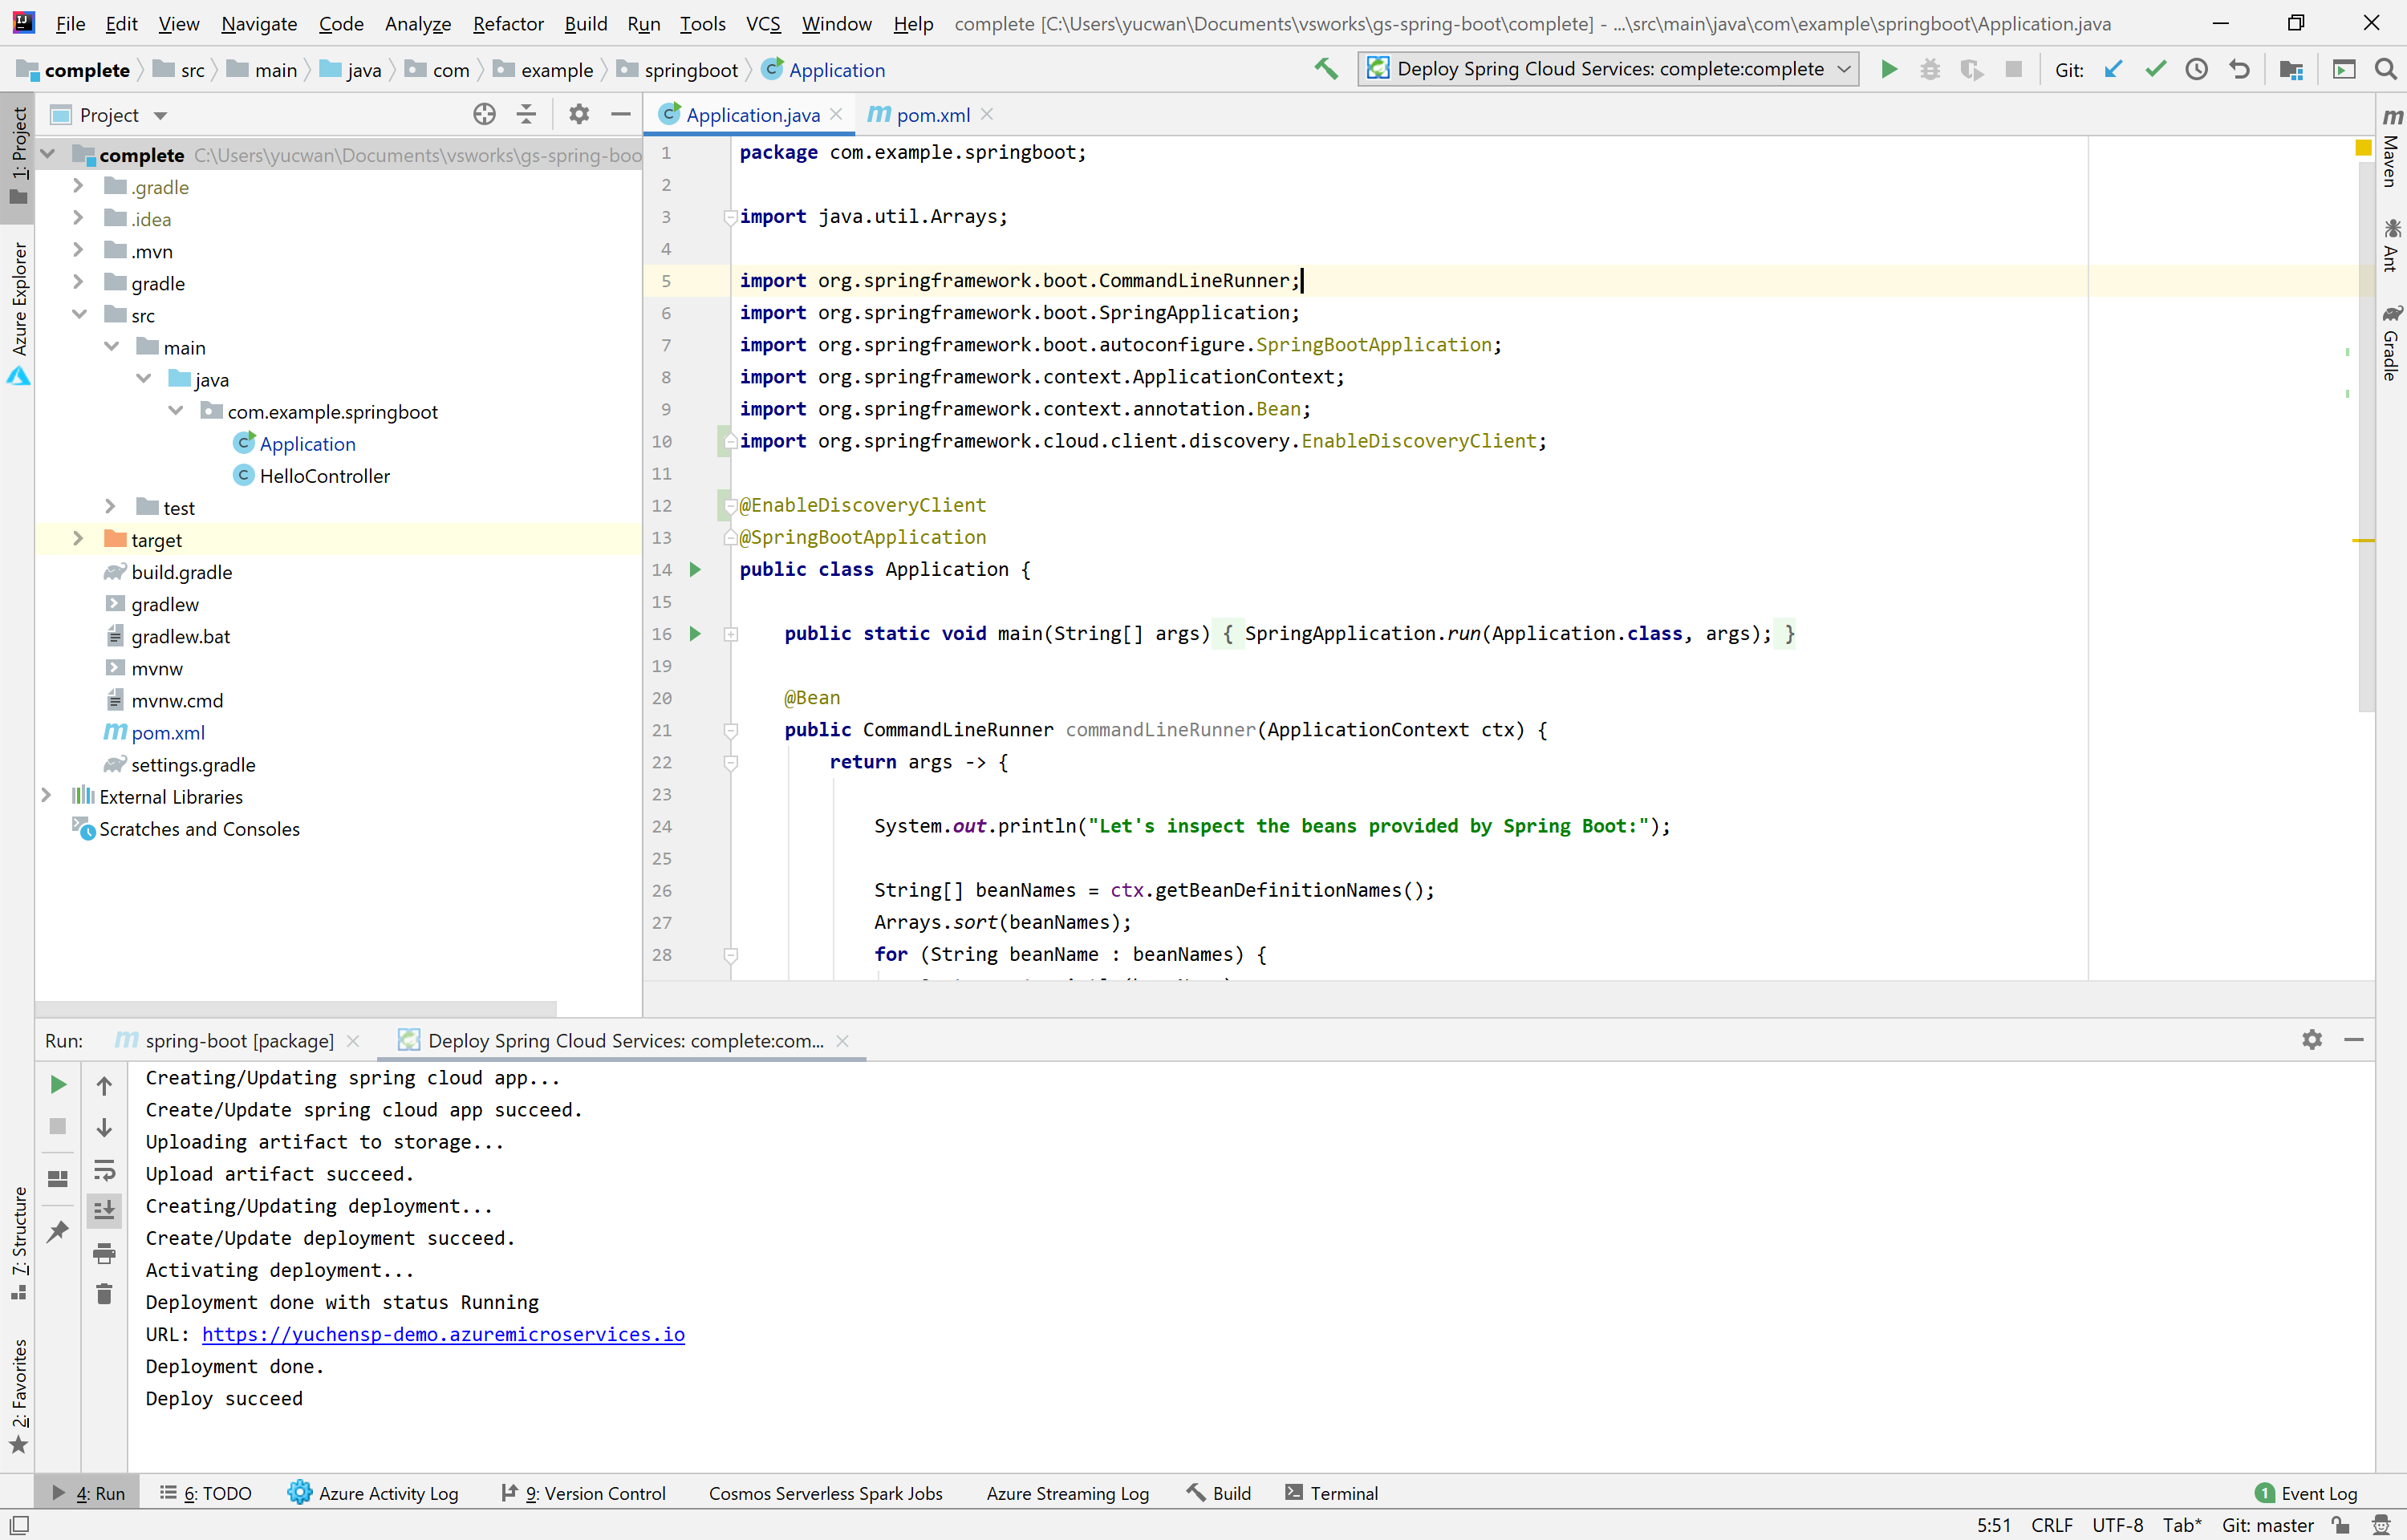 File Edit View Navigate Code Analyze Refactor Build Run Tools VCS Window Help complete [C:\Users\yucwan\Documents\vsworks\gs-spring-boot\complete] - ...\src\main\java\com\example\springboot\Application.java
complete src main java com example springboot Application
Deploy Spring Cloud Services: complete:complete Git:
Project
1: Project
Azure Explorer
7: Structure
2: Favorites
complete C:\Users\yucwan\Documents\vsworks\gs-spring-boo
.gradle
.idea
.mvn
gradle
src
main
java
com.example.springboot
Application
HelloController
test
target
build.gradle
gradlew
gradlew.bat
mvnw
mvnw.cmd
pom.xml
settings.gradle
External Libraries
Scratches and Consoles
Application.java pom.xml
1 package com.example.springboot;
2
3 import java.util.Arrays;
4
5 import org.springframework.boot.CommandLineRunner;
6 import org.springframework.boot.SpringApplication;
7 import org.springframework.boot.autoconfigure.SpringBootApplication;
8 import org.springframework.context.ApplicationContext;
9 import org.springframework.context.annotation.Bean;
10 import org.springframework.cloud.client.discovery.EnableDiscoveryClient;
11
12 @EnableDiscoveryClient
13 @SpringBootApplication
14 public class Application {
15
16 public static void main(String[] args) { SpringApplication.run(Application.class, args); }
19
20 @Bean
21 public CommandLineRunner commandLineRunner(ApplicationContext ctx) {
22 return args -> {
23
24 System.out.println("Let's inspect the beans provided by Spring Boot:");
25
26 String[] beanNames = ctx.getBeanDefinitionNames();
27 Arrays.sort(beanNames);
28 for (String beanName : beanNames) {
Maven
Ant
Gradle
Run: spring-boot [package] Deploy Spring Cloud Services: complete:com...
Creating/Updating spring cloud app...
Create/Update spring cloud app succeed.
Uploading artifact to storage...
Upload artifact succeed.
Creating/Updating deployment...
Create/Update deployment succeed.
Activating deployment...
Deployment done with status Running
URL: https://yuchensp-demo.azuremicroservices.io
Deployment done.
Deploy succeed
4: Run 6: TODO Azure Activity Log 9: Version Control Cosmos Serverless Spark Jobs Azure Streaming Log Build Terminal 1 Event Log
5:51 CRLF UTF-8 Tab* Git: master